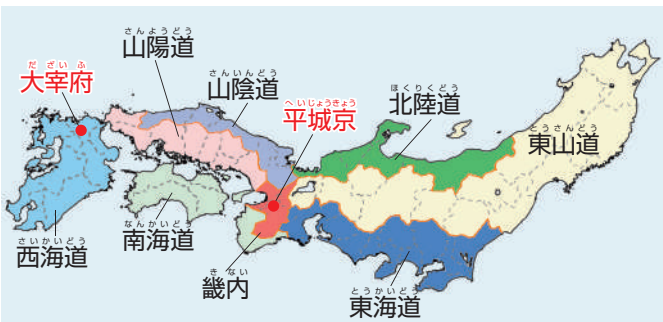 さんようどう
山陽道
だざいふ
大宰府
さんいんどう
山陰道
へいじょうきょう
平城京
ほくりくどう
北陸道
とうさんどう
東山道
さいかいどう
西海道
なんかいどう
南海道
きない
畿内
とうかいどう
東海道